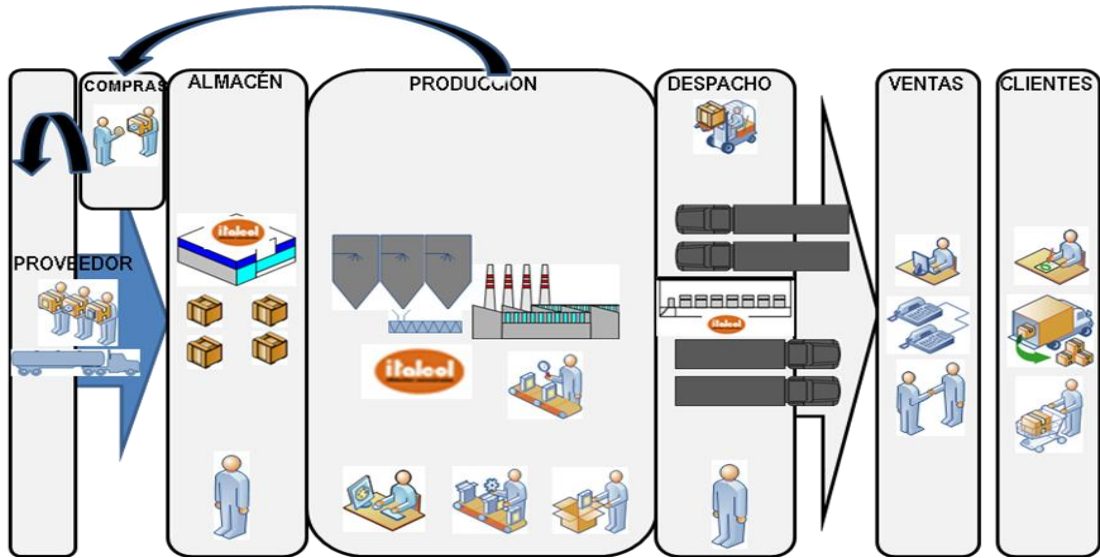 COMPRAS
ALMACÉN
PRODUCCION
DESPACHO
VENTAS
CLIENTES
PROVEEDOR
italcol
italcol
italcol